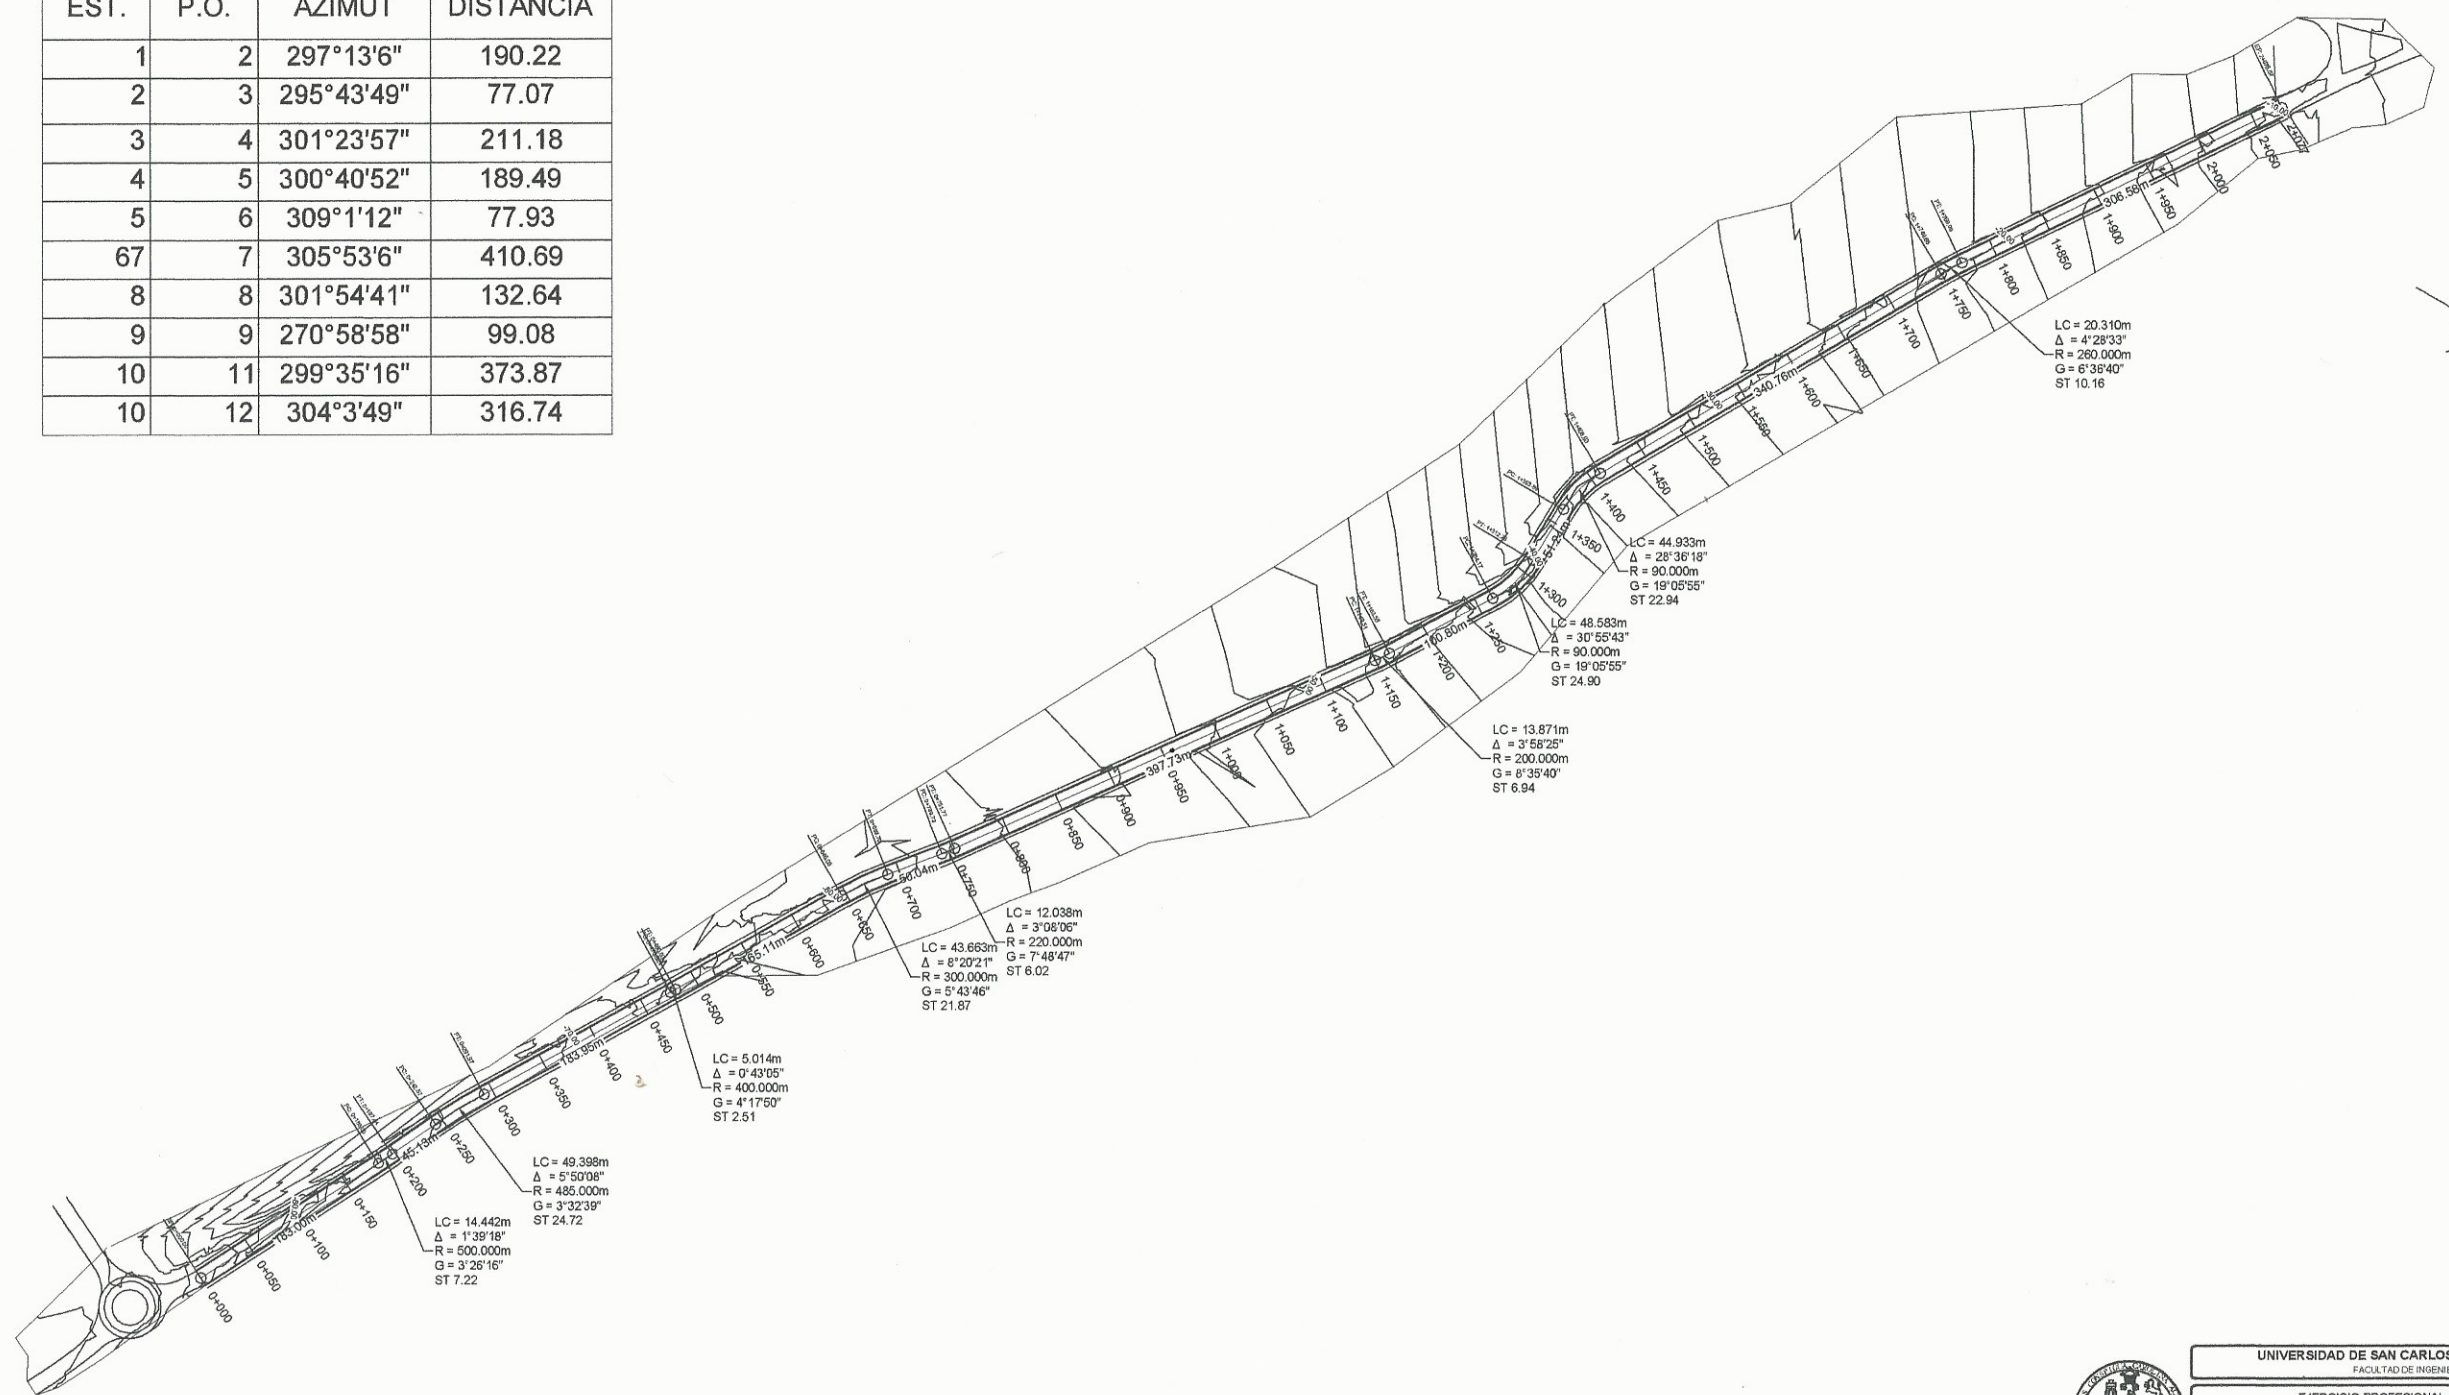 EST. P.O. AZIMUT DISTANCIA
1 2 297°13'6" 190.22
2 3 295°43'49" 77.07
3 4 301°23'57" 211.18
4 5 300°40'52" 189.49
5 6 309°1'12" 77.93
67 7 305°53'6" 410.69
8 8 301°54'41" 132.64
9 9 270°58'58" 99.08
10 11 299°35'16" 373.87
10 12 304°3'49" 316.74
2+050
2+000
306.58m
1+950
1+900
1+850
1+800
1+750
1+700
1+650
340.76m
1+600
1+550
1+500
1+450
1+400
1+350
1+300
1+250
100.80m
1+200
1+150
1+100
1+050
1+000
397.73m
0+950
0+900
0+850
0+800
0+750
50.04m
0+700
0+650
165.11m
0+600
0+550
0+500
0+450
183.95m
0+400
0+350
0+300
0+250
45.13m
0+200
0+150
183.00m
0+100
0+050
0+000
LC = 20.310m
Δ = 4°28'33"
R = 260.000m
G = 6°36'40"
ST 10.16
LC = 44.933m
Δ = 28°36'18"
R = 90.000m
G = 19°05'55"
ST 22.94
LC = 48.583m
Δ = 30°55'43"
R = 90.000m
G = 19°05'55"
ST 24.90
LC = 13.871m
Δ = 3°58'25"
R = 200.000m
G = 8°35'40"
ST 6.94
LC = 12.038m
Δ = 3°08'06"
R = 220.000m
G = 7°48'47"
ST 6.02
LC = 43.663m
Δ = 8°20'21"
R = 300.000m
G = 5°43'46"
ST 21.87
LC = 5.014m
Δ = 0°43'05"
R = 400.000m
G = 4°17'50"
ST 2.51
LC = 49.398m
Δ = 5°50'08"
R = 485.000m
G = 3°32'39"
ST 24.72
LC = 14.442m
Δ = 1°39'18"
R = 500.000m
G = 3°26'16"
ST 7.22
UNIVERSIDAD DE SAN CARLOS
FACULTAD DE INGENIE